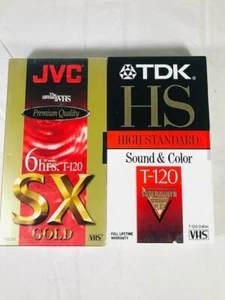 JVC
Premium Quality
6 hrs. T-120
SX
GOLD
VHS
TDK
HS
HIGH STANDARD
Sound & Color
T-120
FULL LIFETIME
WARRANTY
VHS